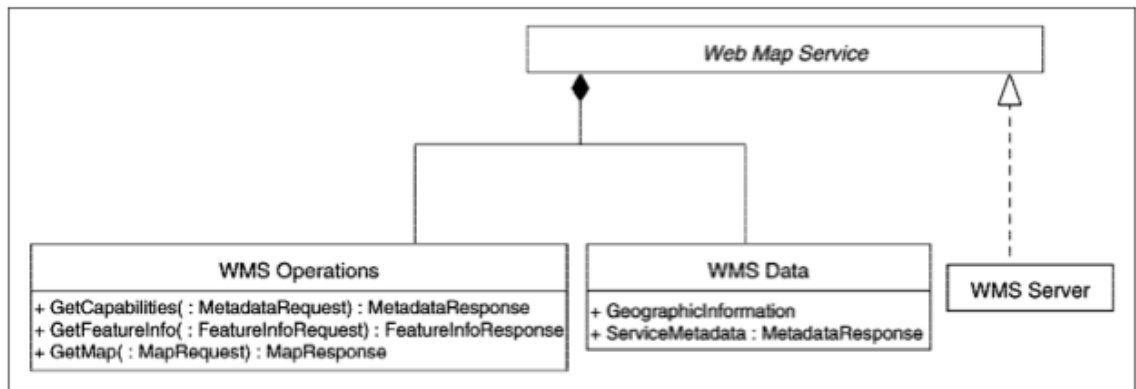 Web Map Service
WMS Operations
+ GetCapabilities( : MetadataRequest) : MetadataResponse
+ GetFeatureInfo( : FeatureInfoRequest) : FeatureInfoResponse
+ GetMap( : MapRequest) : MapResponse
WMS Data
+ GeographicInformation
+ ServiceMetadata : MetadataResponse
WMS Server